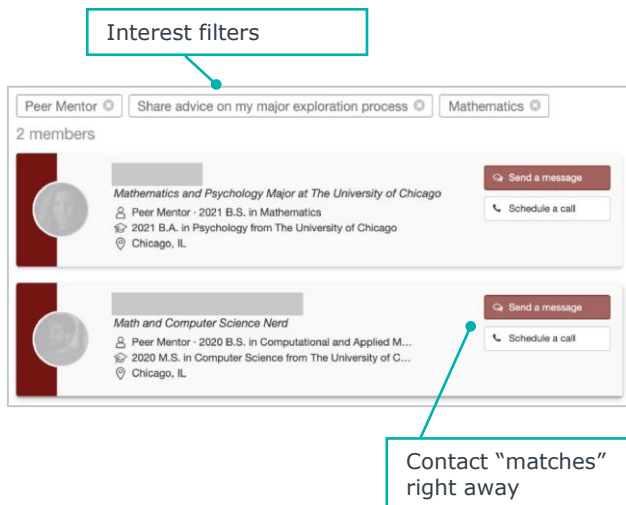 Interest filters
Peer Mentor Share advice on my major exploration process Mathematics
2 members
Mathematics and Psychology Major at The University of Chicago
Send a message
Peer Mentor · 2021 B.S. in Mathematics
Schedule a call
2021 B.A. in Psychology from The University of Chicago
Chicago, IL
Send a message
Math and Computer Science Nerd
Peer Mentor · 2020 B.S. in Computational and Applied M...
Schedule a call
2020 M.S. in Computer Science from The University of C...
Chicago, IL
Contact “matches”
right away